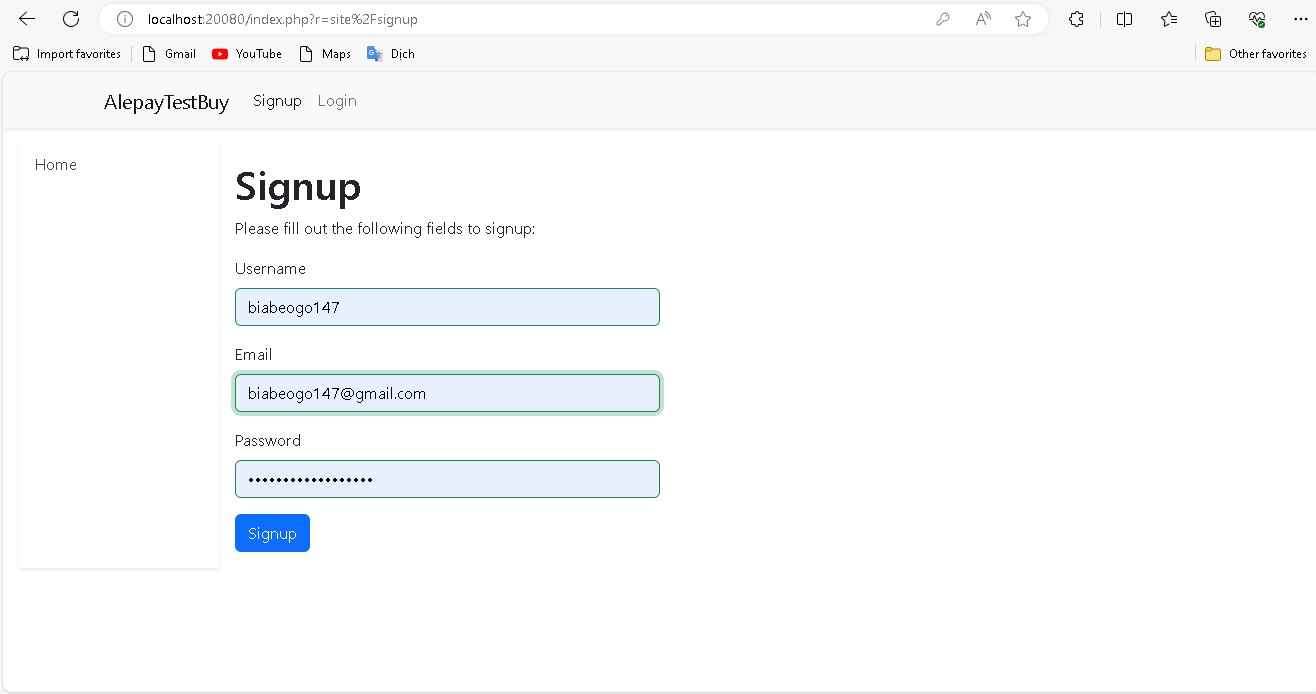 localhost:20080/index.php?r=site%2Fsignup
Import favorites Gmail YouTube Maps Dịch Other favorites
AlepayTestBuy Signup Login
Home
Signup
Please fill out the following fields to signup:
Username
biabeogo147
Email
biabeogo147@gmail.com
Password
••••••••••••••••••
Signup